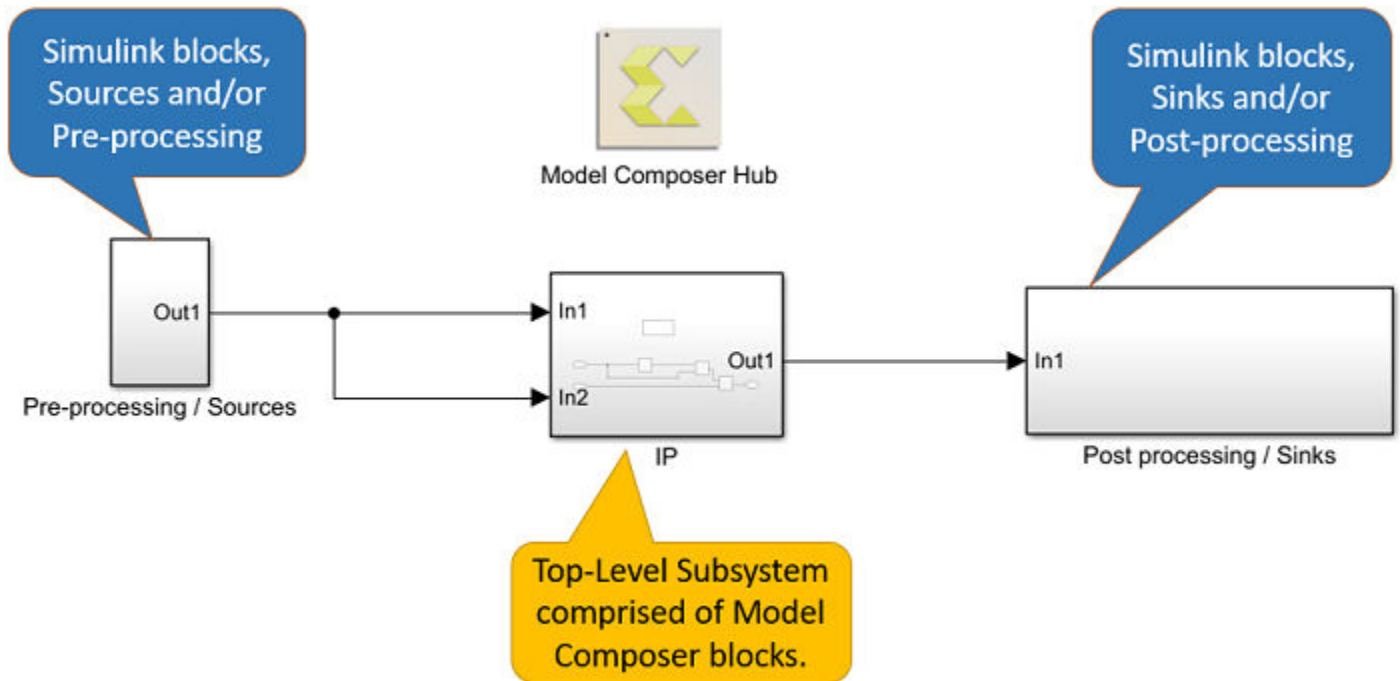 Simulink blocks,
Sources and/or
Pre-processing
Model Composer Hub
Simulink blocks,
Sinks and/or
Post-processing
Out1
Pre-processing / Sources
In1
In2
Out1
IP
In1
Post processing / Sinks
Top-Level Subsystem
comprised of Model
Composer blocks.